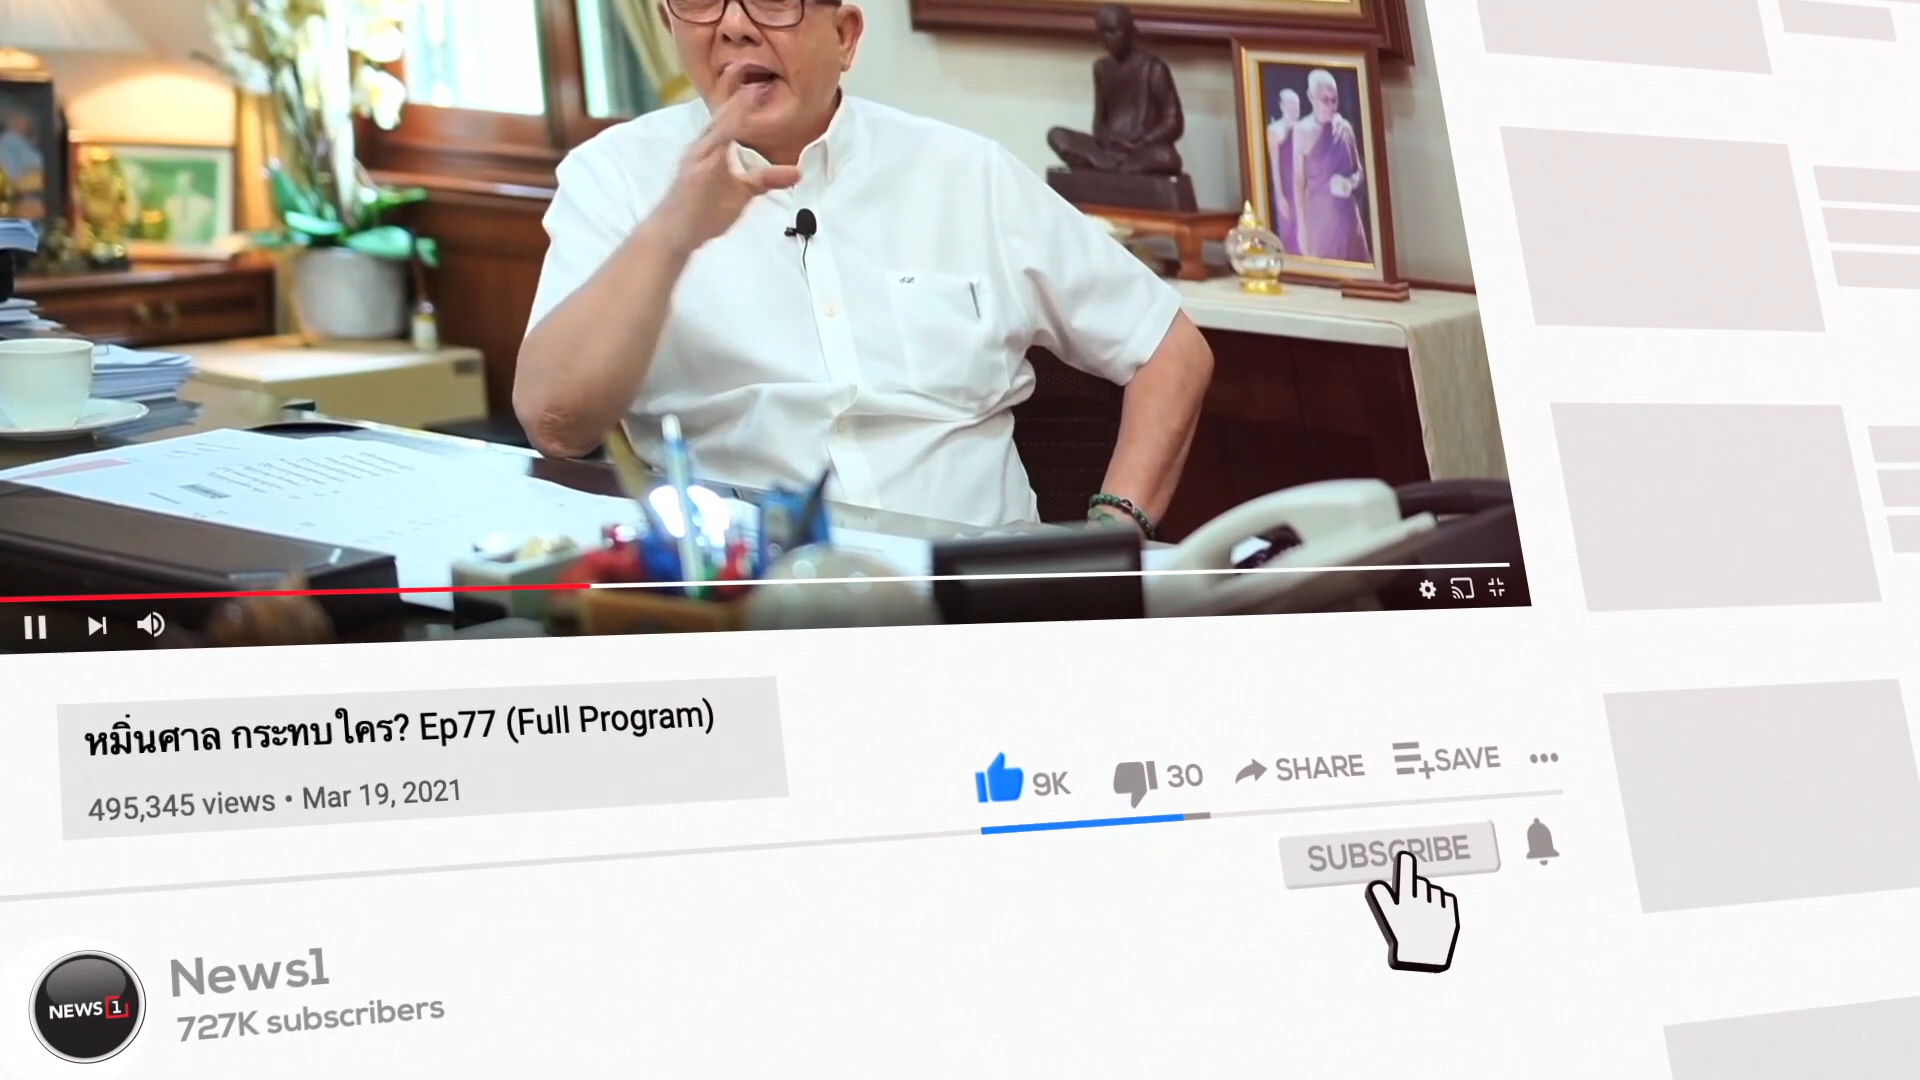 หมิ่นศาล กระทบใคร? Ep77 (Full Program)
495,345 views • Mar 19, 2021
9K
30
SHARE
SAVE
SUBSCRIBE
NEWS 1
News1
727K subscribers